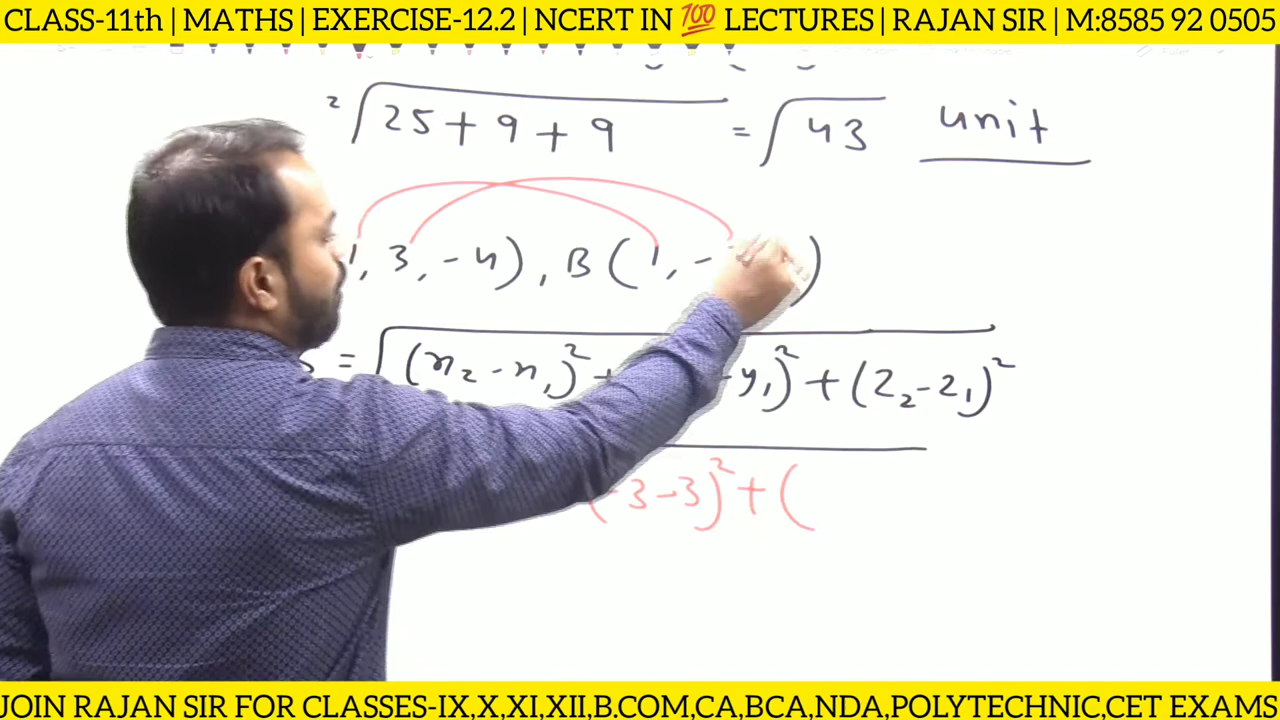 CLASS-11th | MATHS | EXERCISE-12.2 | NCERT IN 💯 LECTURES | RAJAN SIR | M:8585 92 0505
²√25 + 9 + 9 = √43 unit
1, 3, -4), B (1, - )
= √(x₂ - x₁)² + - y₁)² + (z₂ - z₁)²
(-3-3)² + (
JOIN RAJAN SIR FOR CLASSES-IX,X,XI,XII,B.COM,CA,BCA,NDA,POLYTECHNIC,CET EXAMS